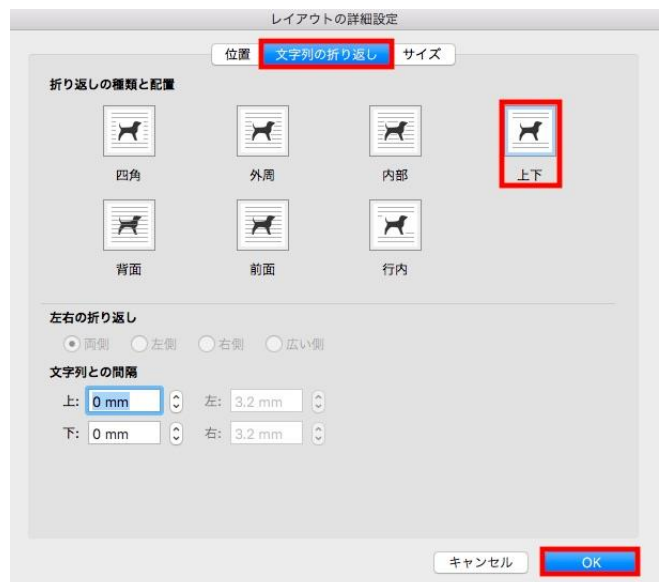 レイアウトの詳細設定
位置 文字列の折り返し サイズ
折り返しの種類と配置
四角 外周 内部 上下
背面 前面 行内
左右の折り返し
両側 左側 右側 広い側
文字列との間隔
上: 0 mm 左: 3.2 mm
下: 0 mm 右: 3.2 mm
キャンセル OK